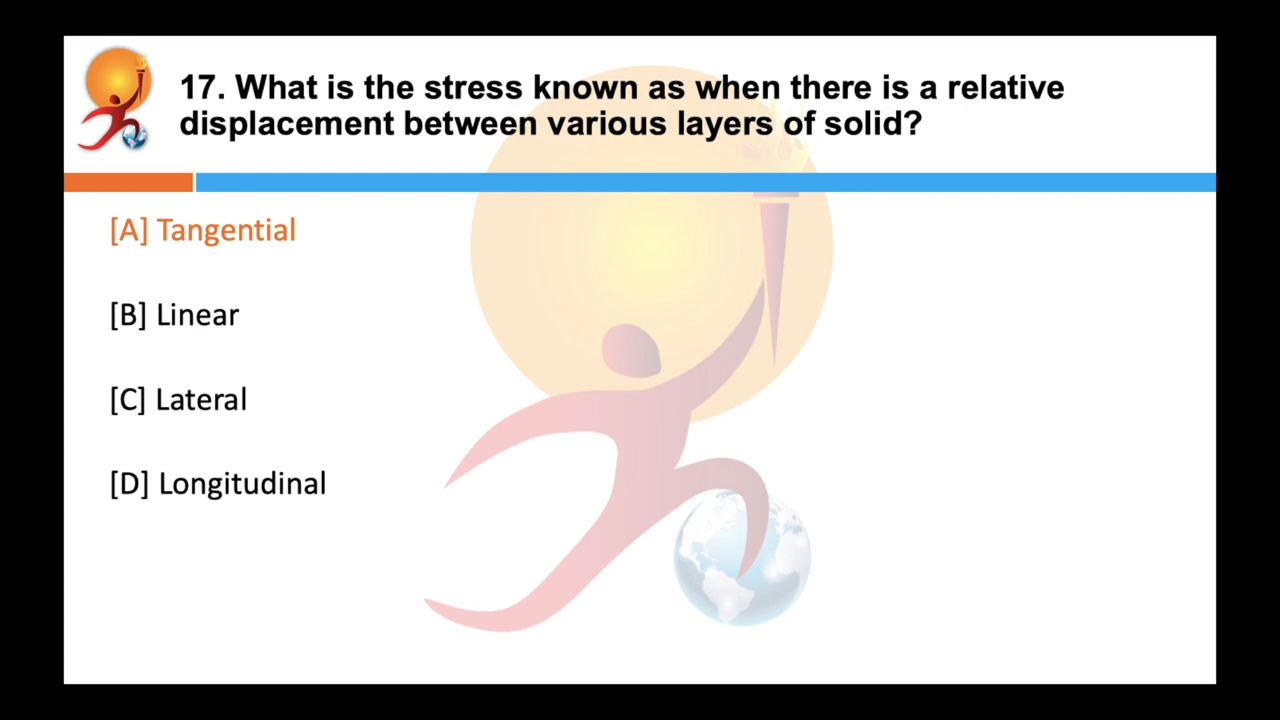 17. What is the stress known as when there is a relative
displacement between various layers of solid?
[A] Tangential
[B] Linear
[C] Lateral
[D] Longitudinal